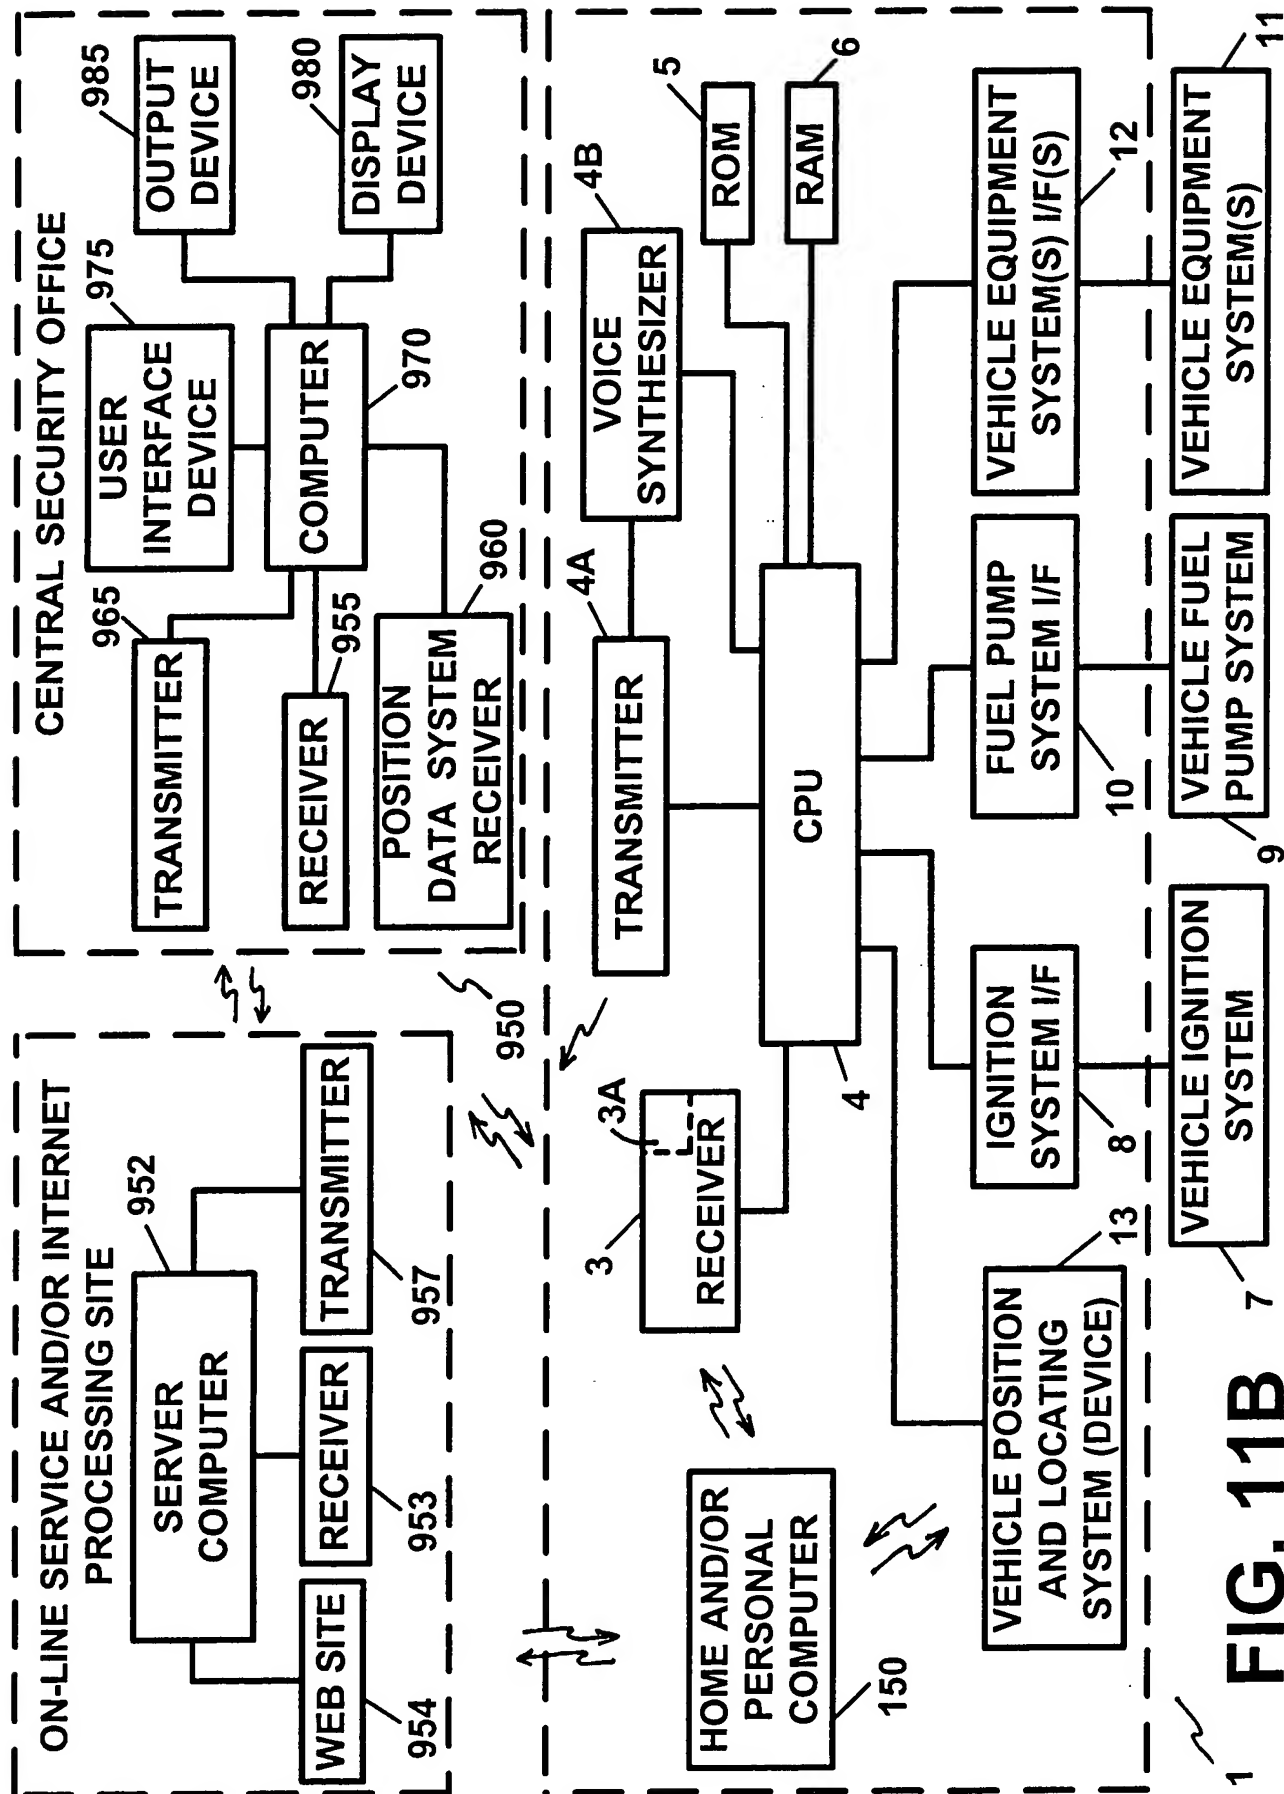 ON-LINE SERVICE AND/OR INTERNET
PROCESSING SITE
952
SERVER
COMPUTER
WEB SITE
954
RECEIVER
953
TRANSMITTER
957
CENTRAL SECURITY OFFICE
965
TRANSMITTER
USER
INTERFACE
DEVICE
975
985
OUTPUT
DEVICE
RECEIVER
955
COMPUTER
970
980
DISPLAY
DEVICE
POSITION
DATA SYSTEM
RECEIVER
960
950
HOME AND/OR
PERSONAL
COMPUTER
150
3
3A
RECEIVER
4A
TRANSMITTER
4B
VOICE
SYNTHESIZER
5
ROM
6
RAM
CPU
4
VEHICLE POSITION
AND LOCATING
SYSTEM (DEVICE)
13
IGNITION
SYSTEM I/F
8
FUEL PUMP
SYSTEM I/F
10
VEHICLE EQUIPMENT
SYSTEM(S) I/F(S)
12
VEHICLE IGNITION
SYSTEM
7
VEHICLE FUEL
PUMP SYSTEM
9
VEHICLE EQUIPMENT
SYSTEM(S)
11
1
FIG. 11B